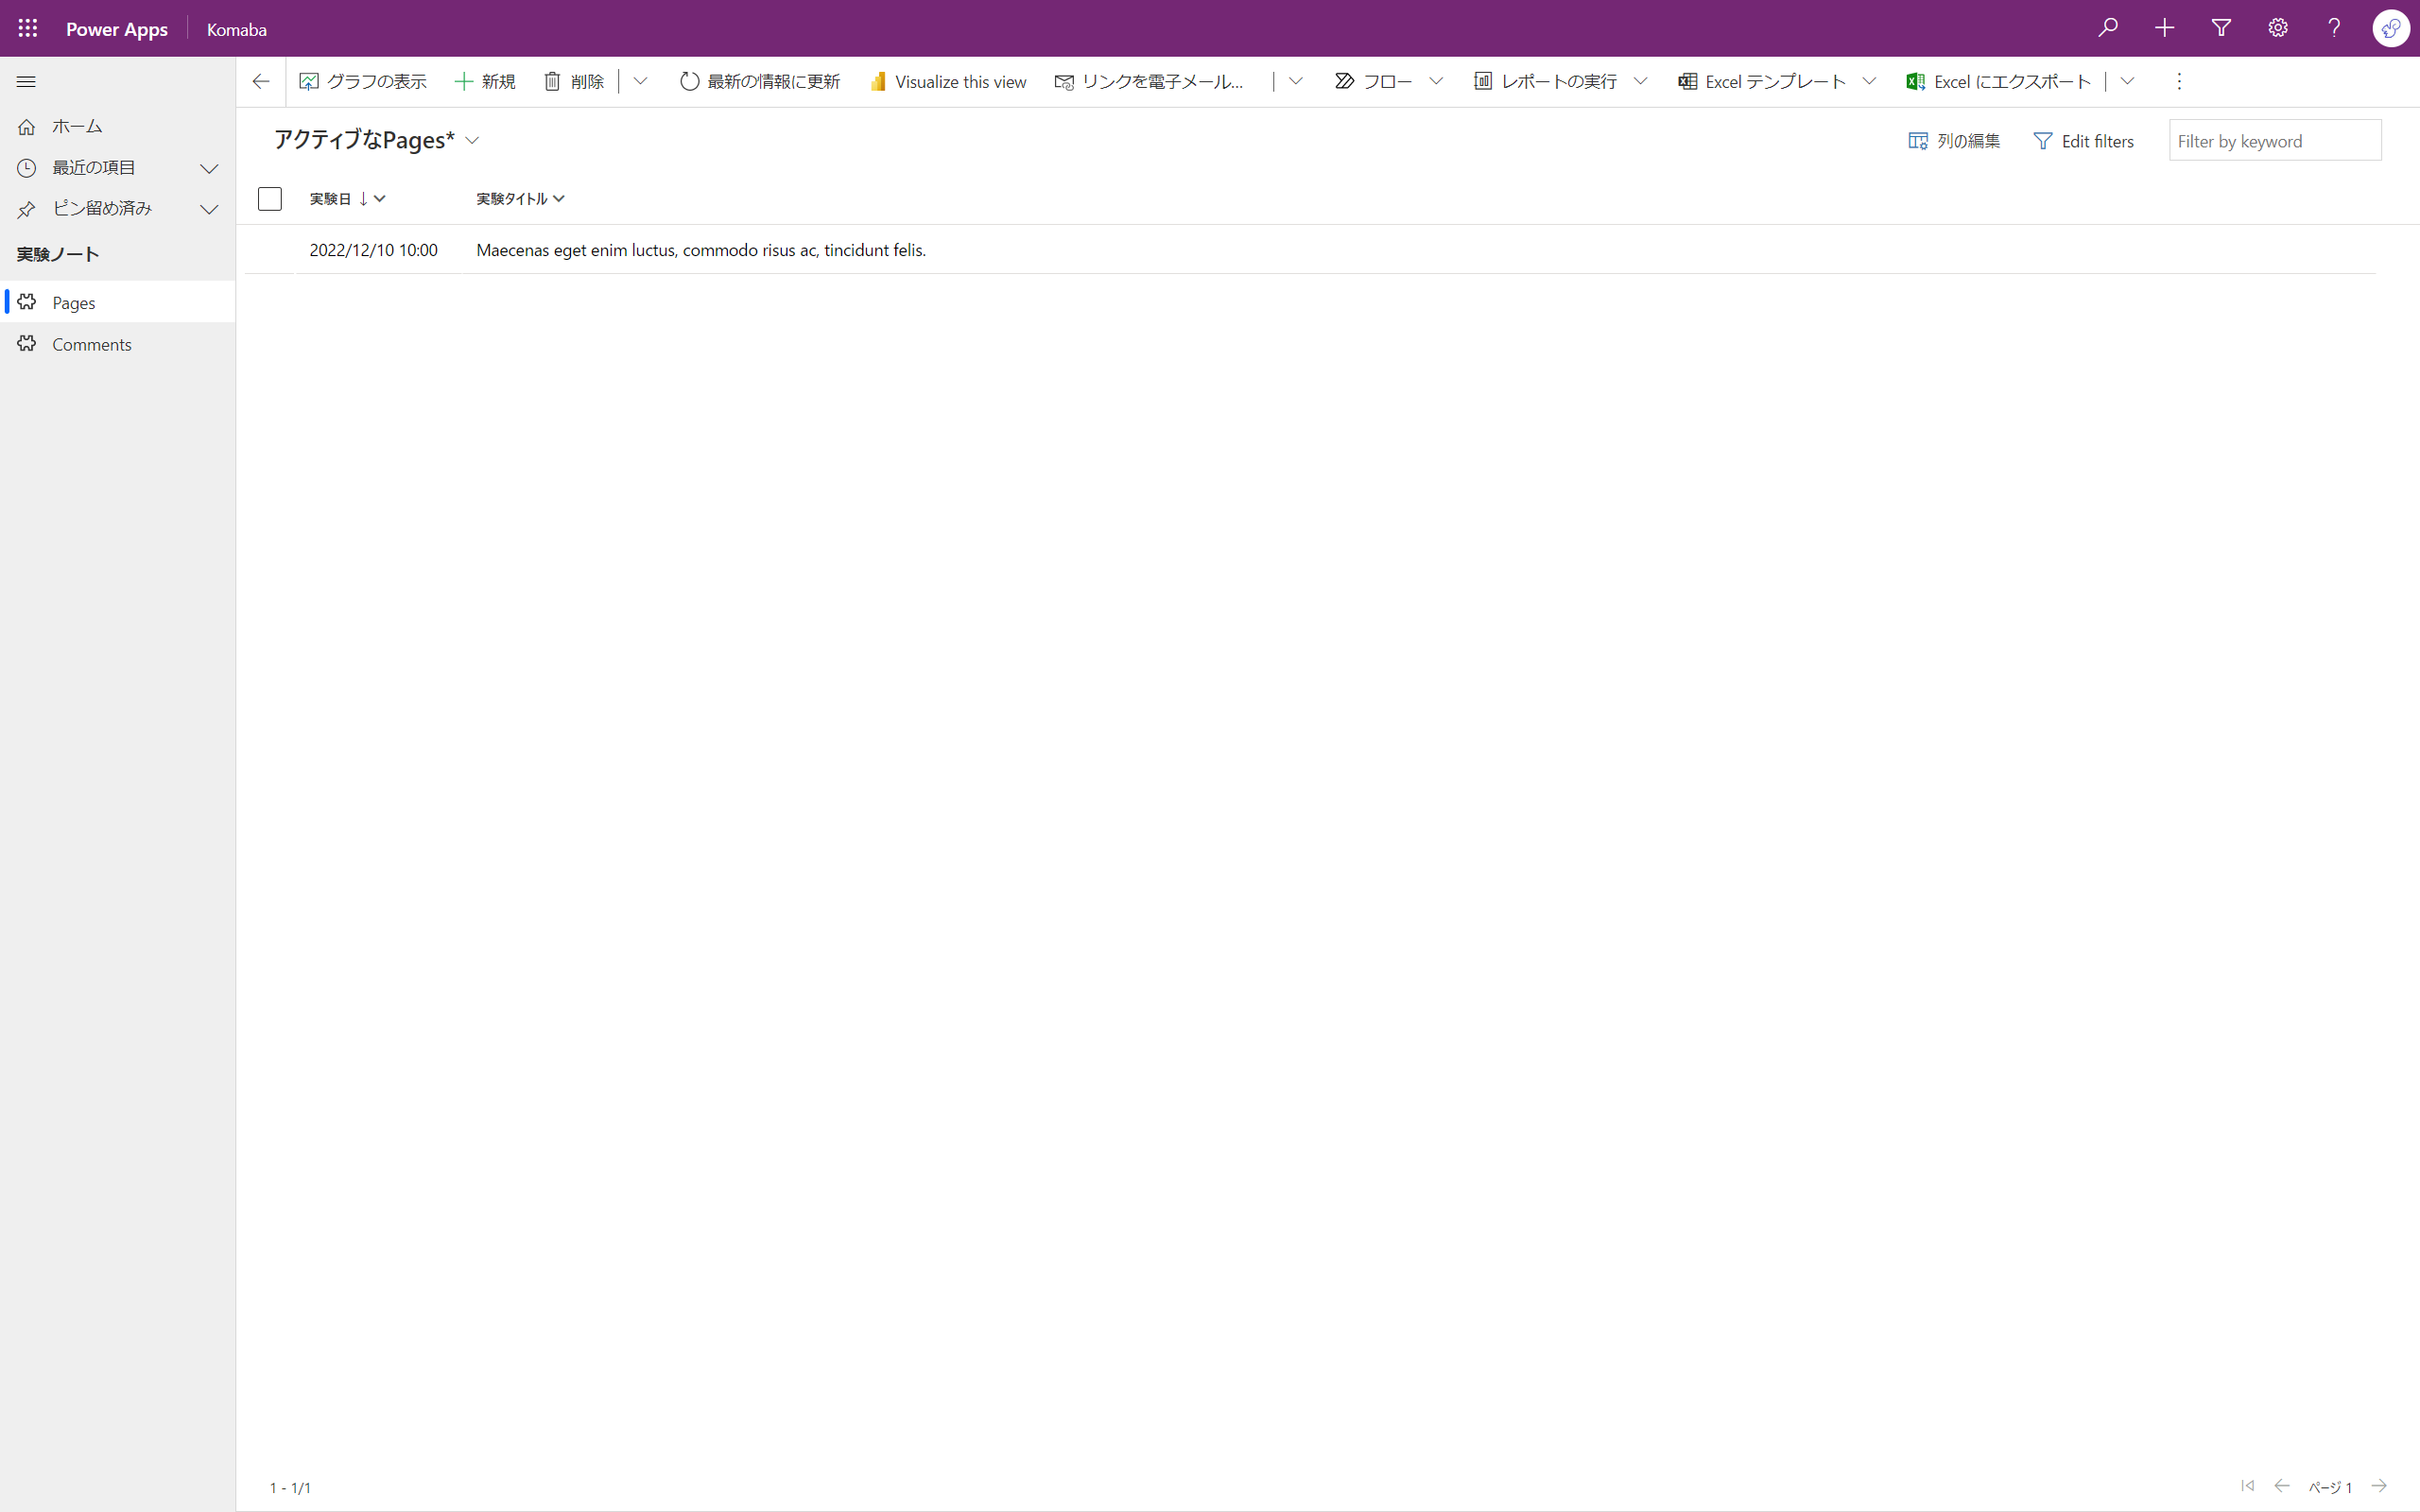 Power Apps Komaba
グラフの表示 新規 削除 最新の情報に更新 Visualize this view リンクを電子メール... フロー レポートの実行 Excel テンプレート Excel にエクスポート
ホーム
最近の項目
ピン留め済み
実験ノート
Pages
Comments
アクティブなPages*
列の編集 Edit filters Filter by keyword
実験日 実験タイトル
2022/12/10 10:00 Maecenas eget enim luctus, commodo risus ac, tincidunt felis.
1 - 1/1 ページ 1